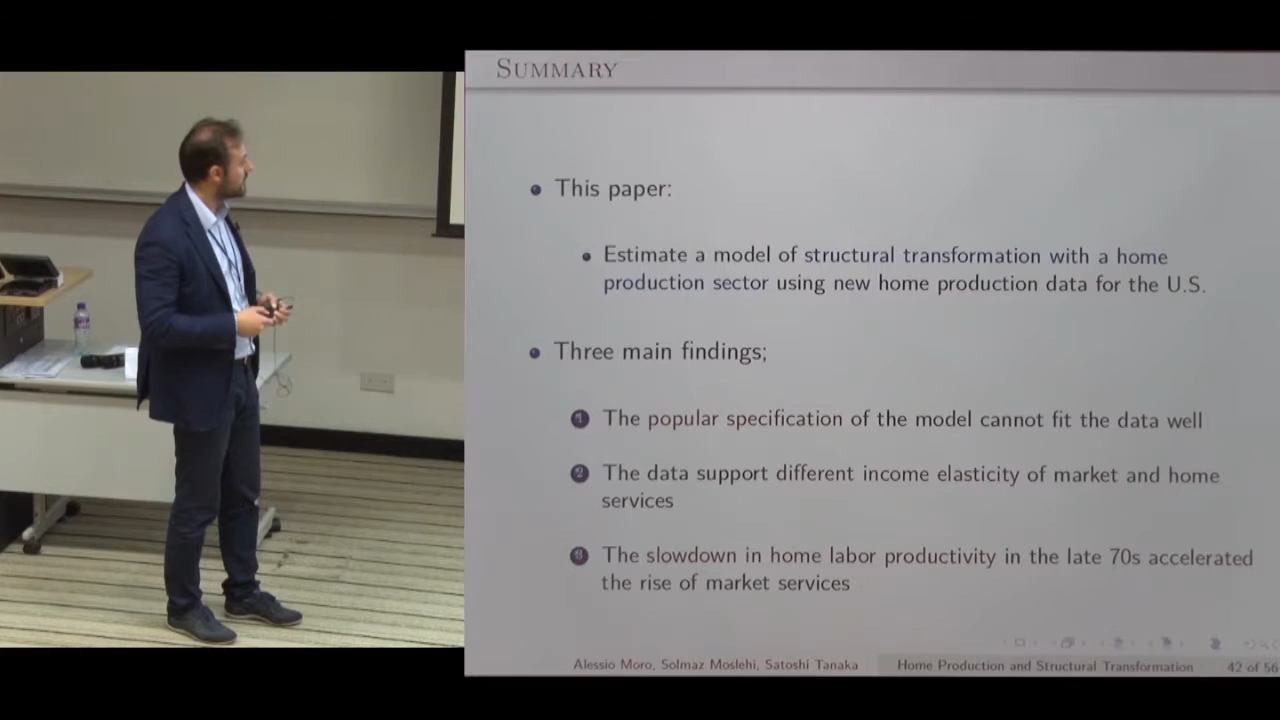 SUMMARY
This paper:
Estimate a model of structural transformation with a home
production sector using new home production data for the U.S.
Three main findings;
1 The popular specification of the model cannot fit the data well
2 The data support different income elasticity of market and home
services
3 The slowdown in home labor productivity in the late 70s accelerated
the rise of market services
Alessio Moro, Solmaz Moslehi, Satoshi Tanaka
Home Production and Structural Transformation
42 of 56